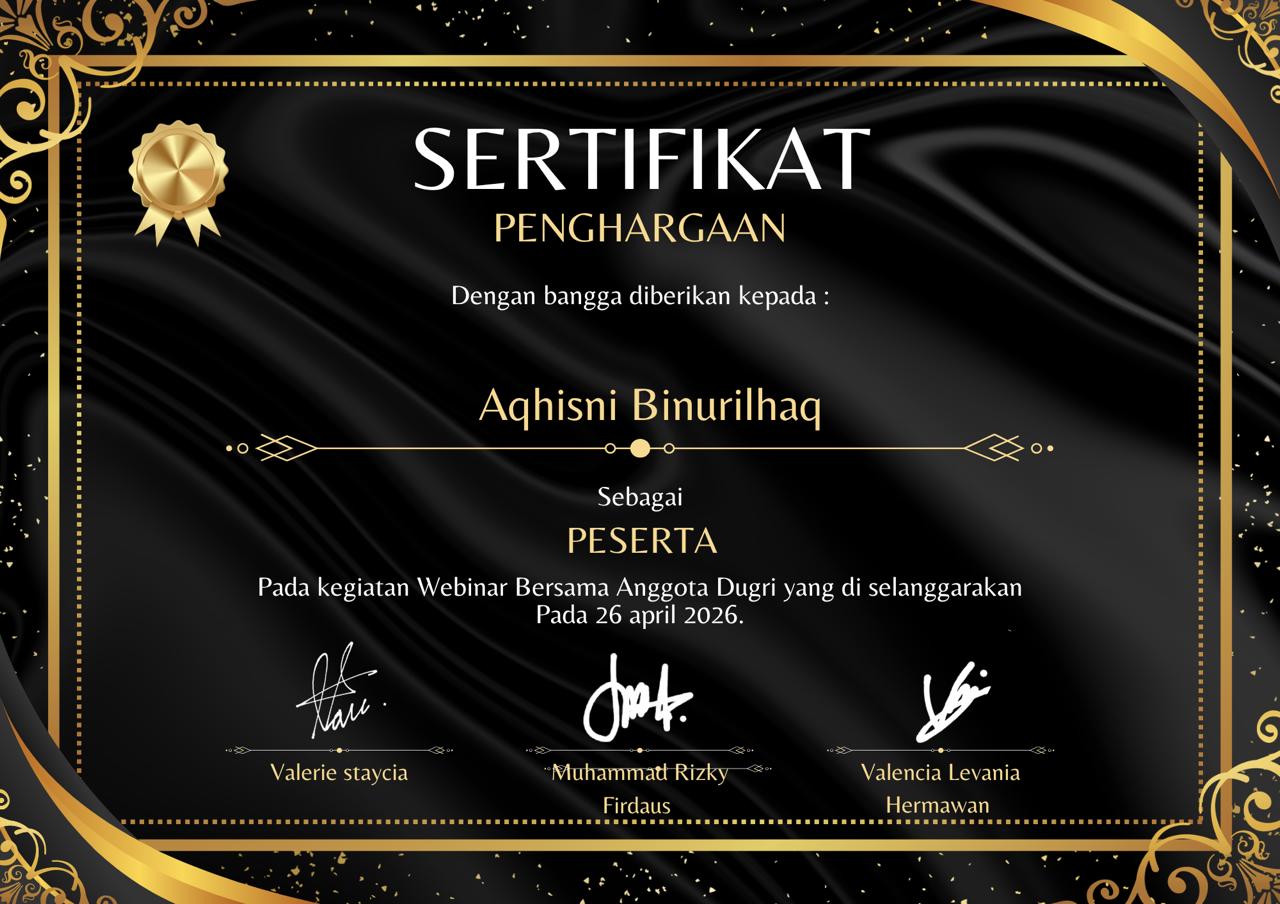 SERTIFIKAT
PENGHARGAAN
Dengan bangga diberikan kepada :
Aqhisni Binurilhaq
Sebagai
PESERTA
Pada kegiatan Webinar Bersama Anggota Dugri yang di selanggarakan
Pada 26 april 2026.
Valerie staycia
Muhammad Rizky
Firdaus
Valencia Levania
Hermawan